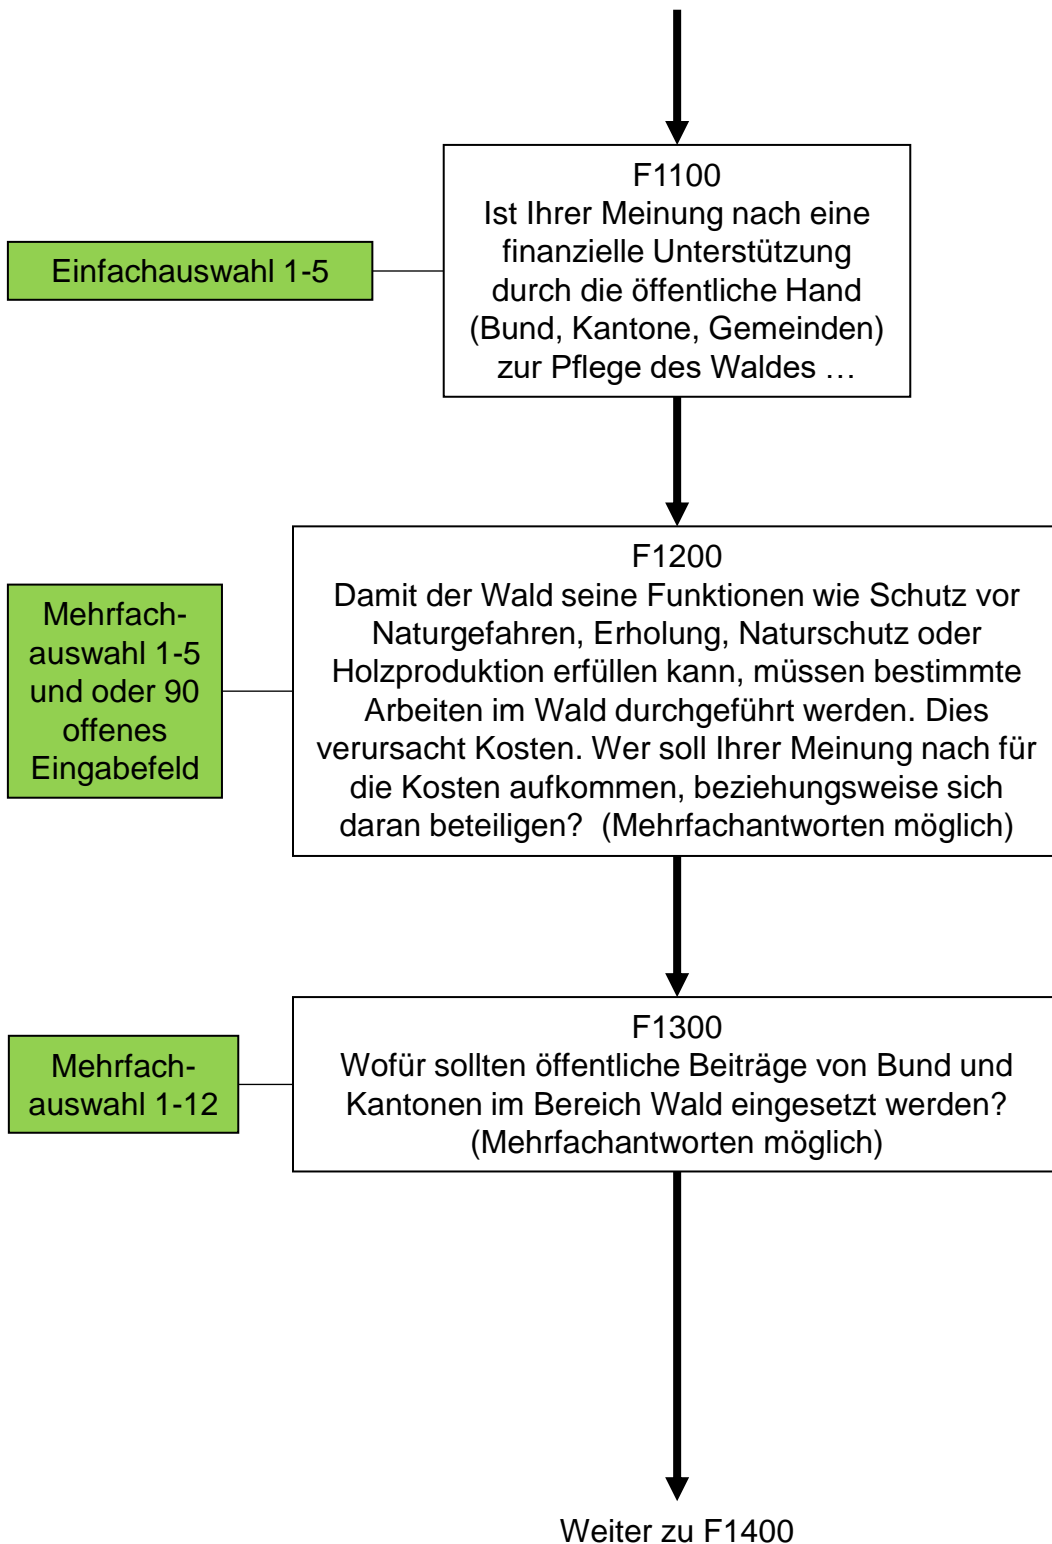 F1100
Ist Ihrer Meinung nach eine
finanzielle Unterstützung
durch die öffentliche Hand
(Bund, Kantone, Gemeinden)
zur Pflege des Waldes …
Einfachauswahl 1-5
F1200
Damit der Wald seine Funktionen wie Schutz vor
Naturgefahren, Erholung, Naturschutz oder
Holzproduktion erfüllen kann, müssen bestimmte
Arbeiten im Wald durchgeführt werden. Dies
verursacht Kosten. Wer soll Ihrer Meinung nach für
die Kosten aufkommen, beziehungsweise sich
daran beteiligen?  (Mehrfachantworten möglich)
Mehrfach-
auswahl 1-5
und oder 90
offenes
Eingabefeld
F1300
Wofür sollten öffentliche Beiträge von Bund und
Kantonen im Bereich Wald eingesetzt werden?
(Mehrfachantworten möglich)
Mehrfach-
auswahl 1-12
Weiter zu F1400